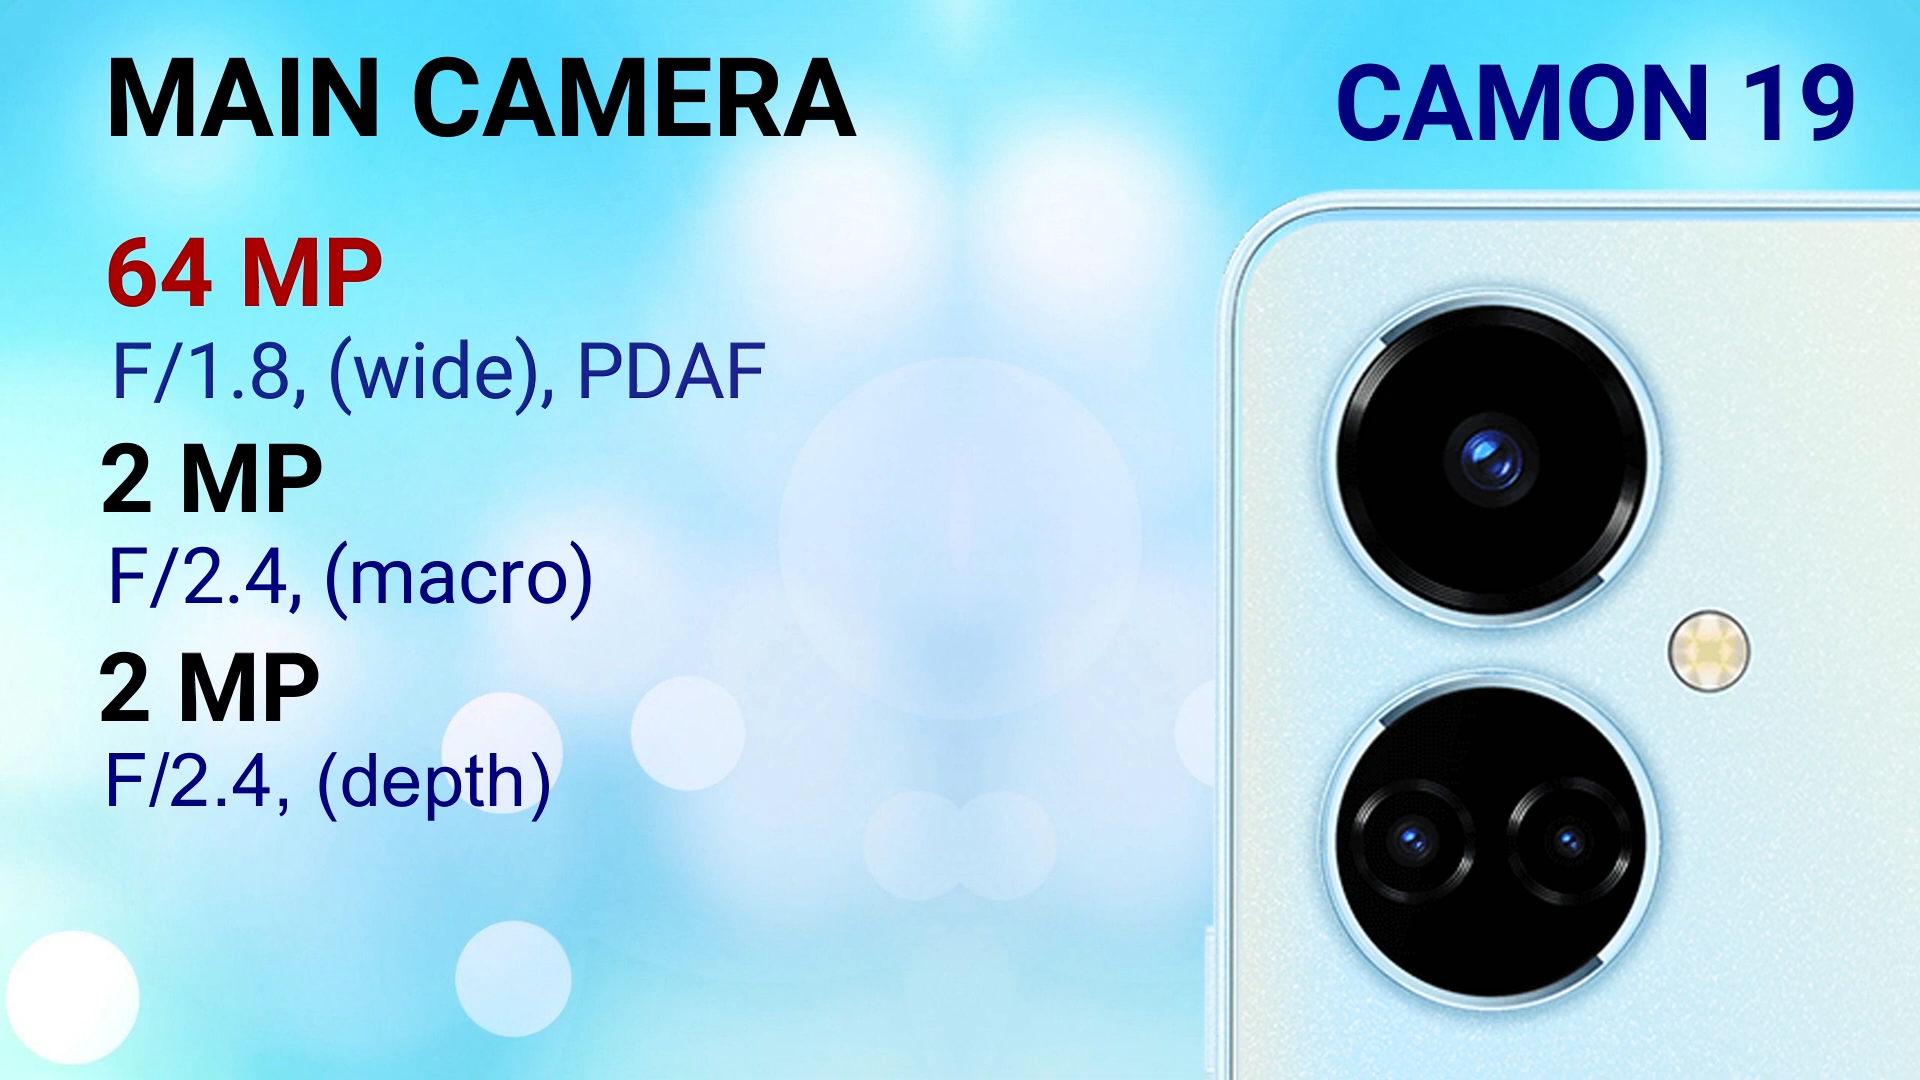 MAIN CAMERA
CAMON 19
64 MP
F/1.8, (wide), PDAF
2 MP
F/2.4, (macro)
2 MP
F/2.4, (depth)